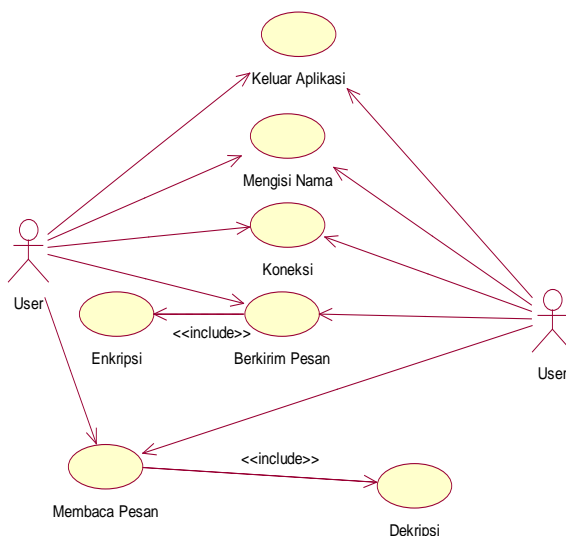 Keluar Aplikasi
Mengisi Nama
Koneksi
User
User
<<include>>
Enkripsi
Berkirim Pesan
<<include>>
Membaca Pesan
Dekripsi